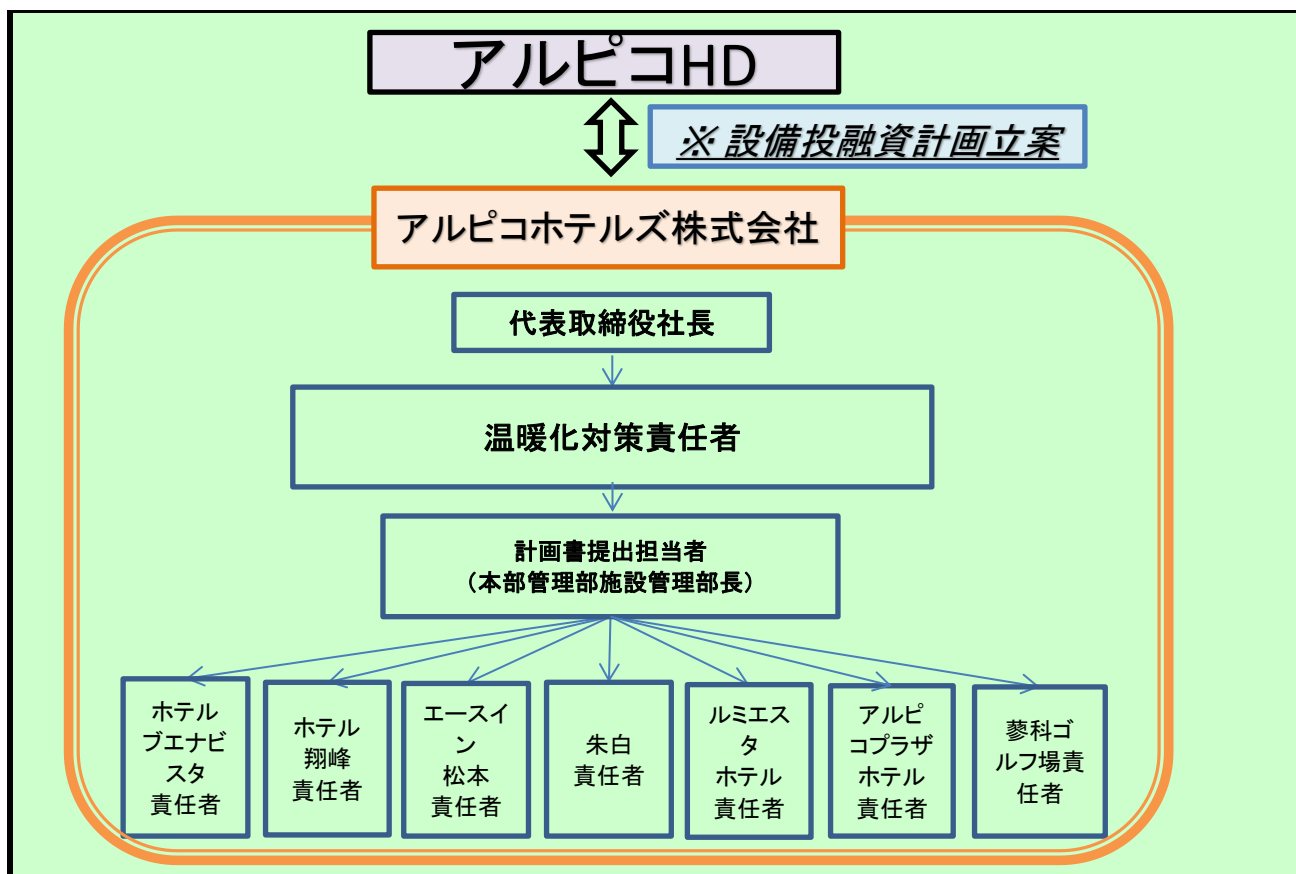 アルピコHD
※ 設備投融資計画立案
アルピコホテルズ株式会社
代表取締役社長
温暖化対策責任者
計画書提出担当者
（本部管理部施設管理部長）
ホテル
ブエナビ
スタ
責任者
ホテル
翔峰
責任者
エースイ
ン
松本
責任者
朱白
責任者
ルミエス
タ
ホテル
責任者
アルピ
コプラザ
ホテル
責任者
蓼科ゴ
ルフ場責
任者